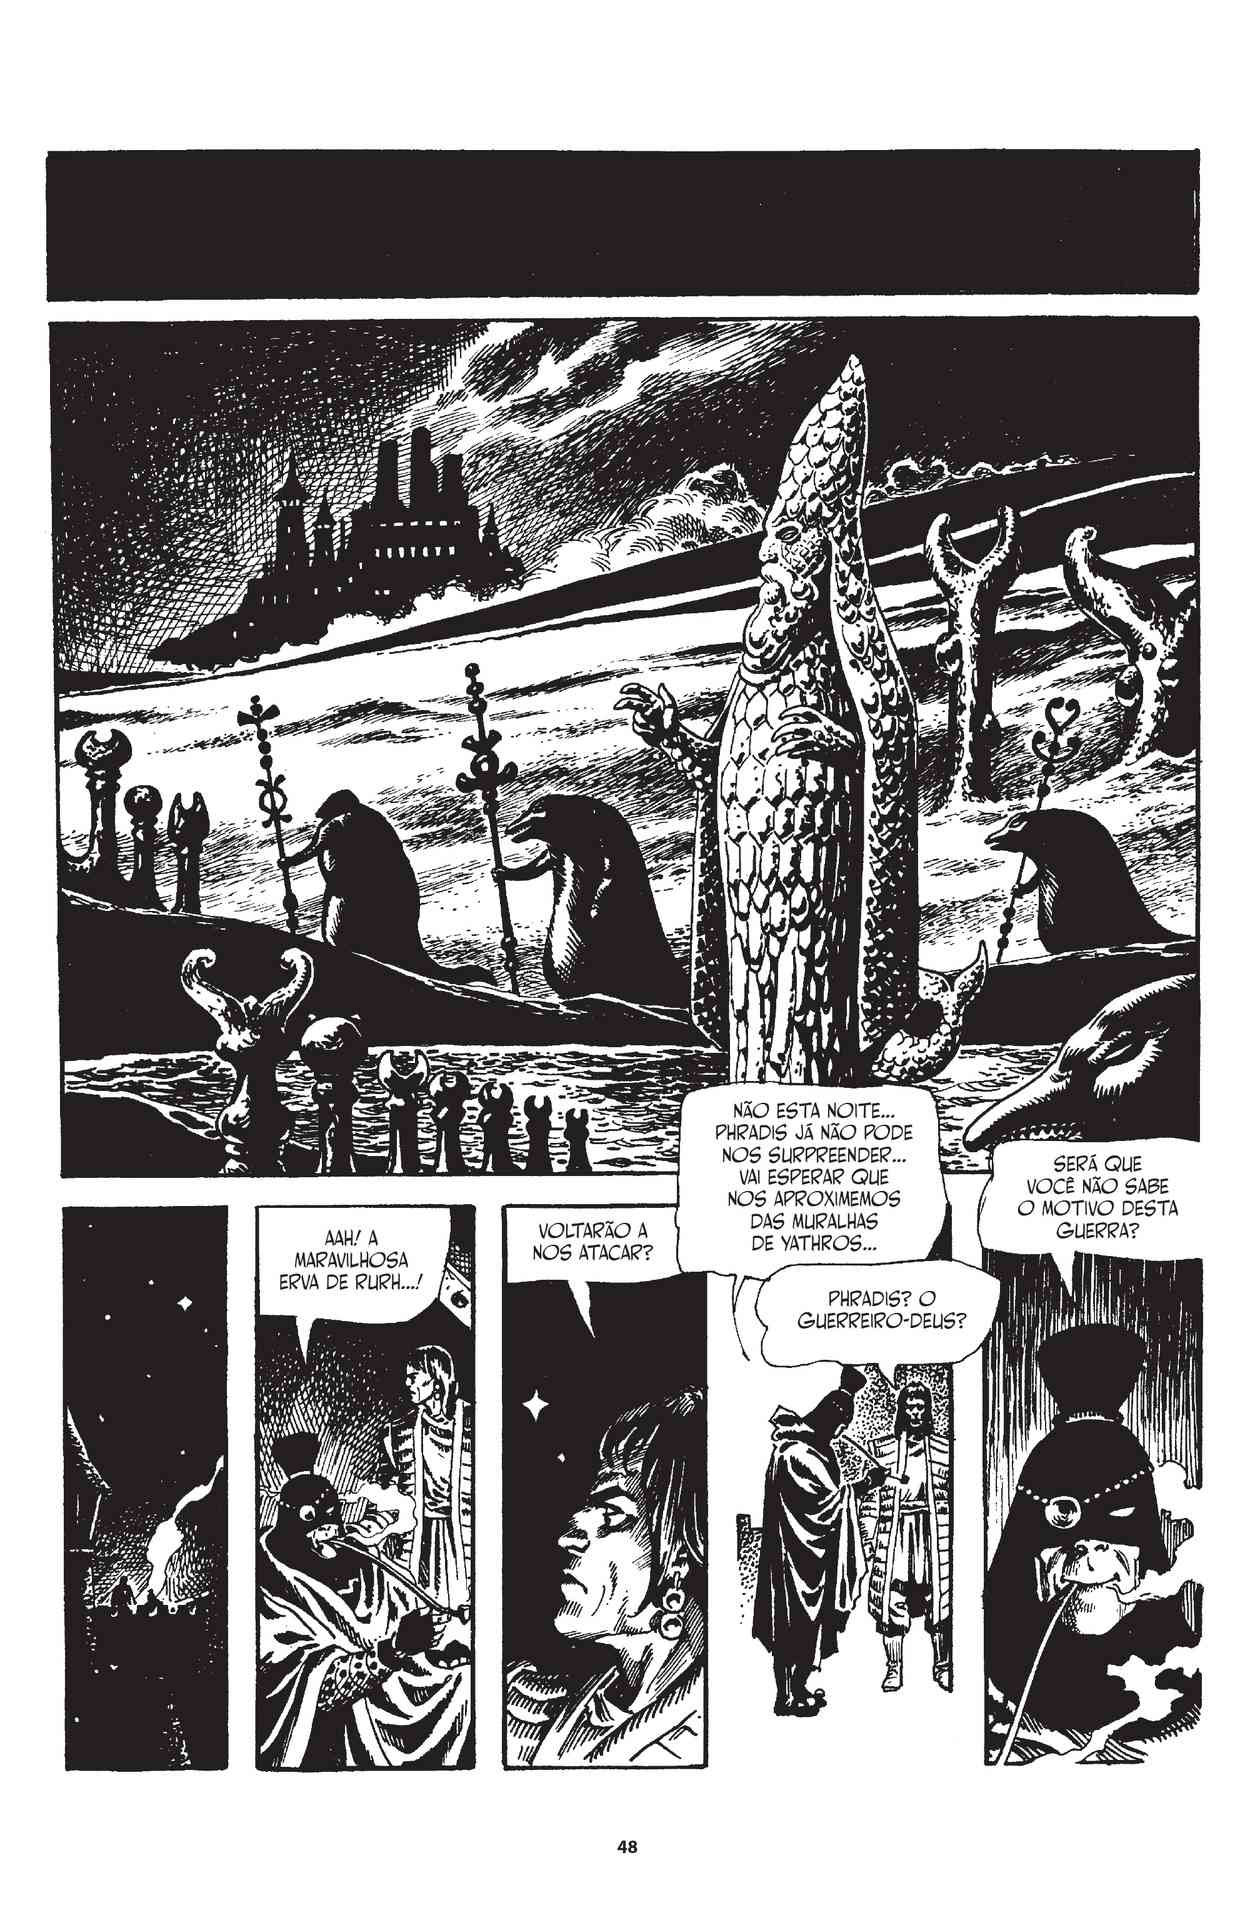 AAH! A
MARAVILHOSA
ERVA DE RURH...!
VOLTARÃO A
NOS ATACAR?
NÃO ESTA NOITE...
PHRADIS JÁ NÃO PODE
NOS SURPREENDER...
VAI ESPERAR QUE
NOS APROXIMEMOS
DAS MURALHAS
DE YATHROS...
PHRADIS? O
GUERREIRO-DEUS?
SERÁ QUE
VOCÊ NÃO SABE
O MOTIVO DESTA
GUERRA?
48